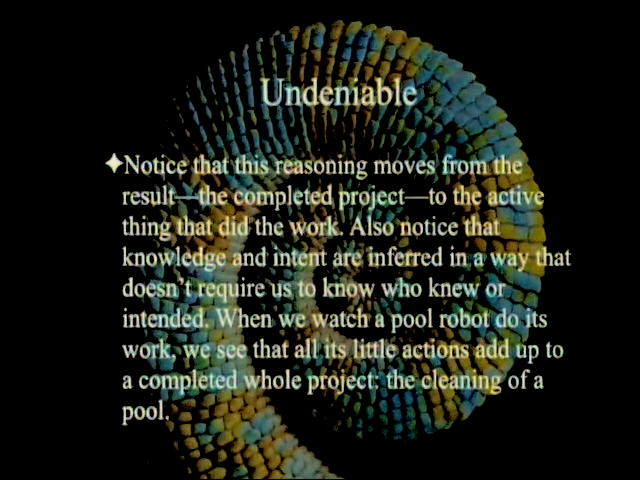 Undeniable
✦Notice that this reasoning moves from the
result—the completed project—to the active
thing that did the work. Also notice that
knowledge and intent are inferred in a way that
doesn't require us to know who knew or
intended. When we watch a pool robot do its
work, we see that all its little actions add up to
a completed whole project: the cleaning of a
pool.